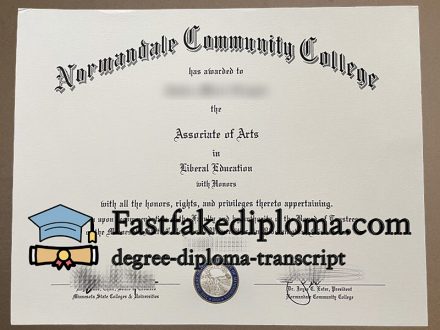 Normandale Community College
has awarded to
the
Associate of Arts
in
Liberal Education
with Honors
with all the honors, rights, and privileges thereto appertaining.
Fastfakediploma.com
degree-diploma-transcript
Minnesota State Colleges & Universities
President
Normandale Community College